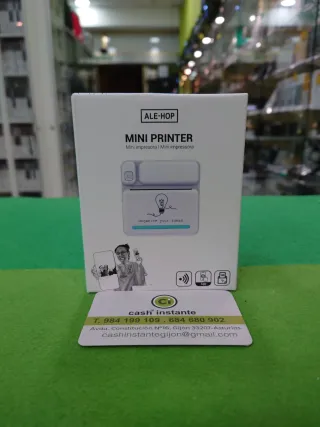 ALE-HOP
MINI PRINTER
Mini impresora / Mini-impressora
cash instante
T. 984 199 109 . 684 680 962
Avda. Constitución Nº16, Gijón 33207-Asturias
cashinstantegijon@gmail.com